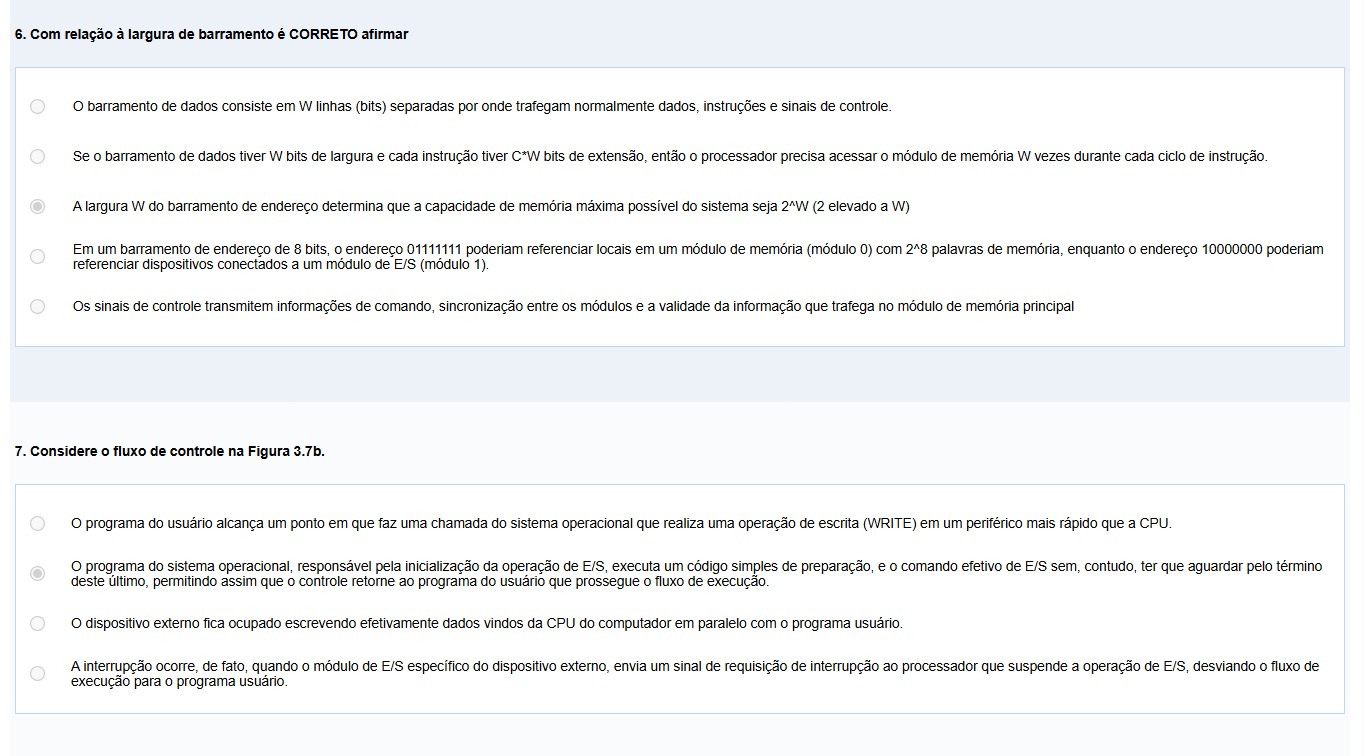 6. Com relação à largura de barramento é CORRETO afirmar
O barramento de dados consiste em W linhas (bits) separadas por onde trafegam normalmente dados, instruções e sinais de controle.
Se o barramento de dados tiver W bits de largura e cada instrução tiver C*W bits de extensão, então o processador precisa acessar o módulo de memória W vezes durante cada ciclo de instrução.
A largura W do barramento de endereço determina que a capacidade de memória máxima possível do sistema seja 2^W (2 elevado a W)
Em um barramento de endereço de 8 bits, o endereço 01111111 poderiam referenciar locais em um módulo de memória (módulo 0) com 2^8 palavras de memória, enquanto o endereço 10000000 poderiam
referenciar dispositivos conectados a um módulo de E/S (módulo 1).
Os sinais de controle transmitem informações de comando, sincronização entre os módulos e a validade da informação que trafega no módulo de memória principal
7. Considere o fluxo de controle na Figura 3.7b.
O programa do usuário alcança um ponto em que faz uma chamada do sistema operacional que realiza uma operação de escrita (WRITE) em um periférico mais rápido que a CPU.
O programa do sistema operacional, responsável pela inicialização da operação de E/S, executa um código simples de preparação, e o comando efetivo de E/S sem, contudo, ter que aguardar pelo término
deste último, permitindo assim que o controle retorne ao programa do usuário que prossegue o fluxo de execução.
O dispositivo externo fica ocupado escrevendo efetivamente dados vindos da CPU do computador em paralelo com o programa usuário.
A interrupção ocorre, de fato, quando o módulo de E/S específico do dispositivo externo, envia um sinal de requisição de interrupção ao processador que suspende a operação de E/S, desviando o fluxo de
execução para o programa usuário.